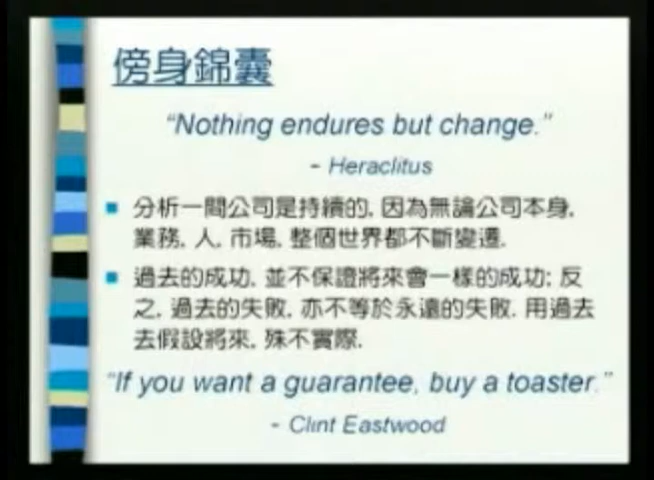 傍身錦囊
“Nothing endures but change.”
- Heraclitus
分析一間公司是持續的, 因為無論公司本身,
業務, 人, 市場, 整個世界都不斷變遷.
過去的成功, 並不保證將來會一樣的成功; 反
之, 過去的失敗, 亦不等於永遠的失敗. 用過去
去假設將來, 殊不實際.
“If you want a guarantee, buy a toaster.”
- Clint Eastwood